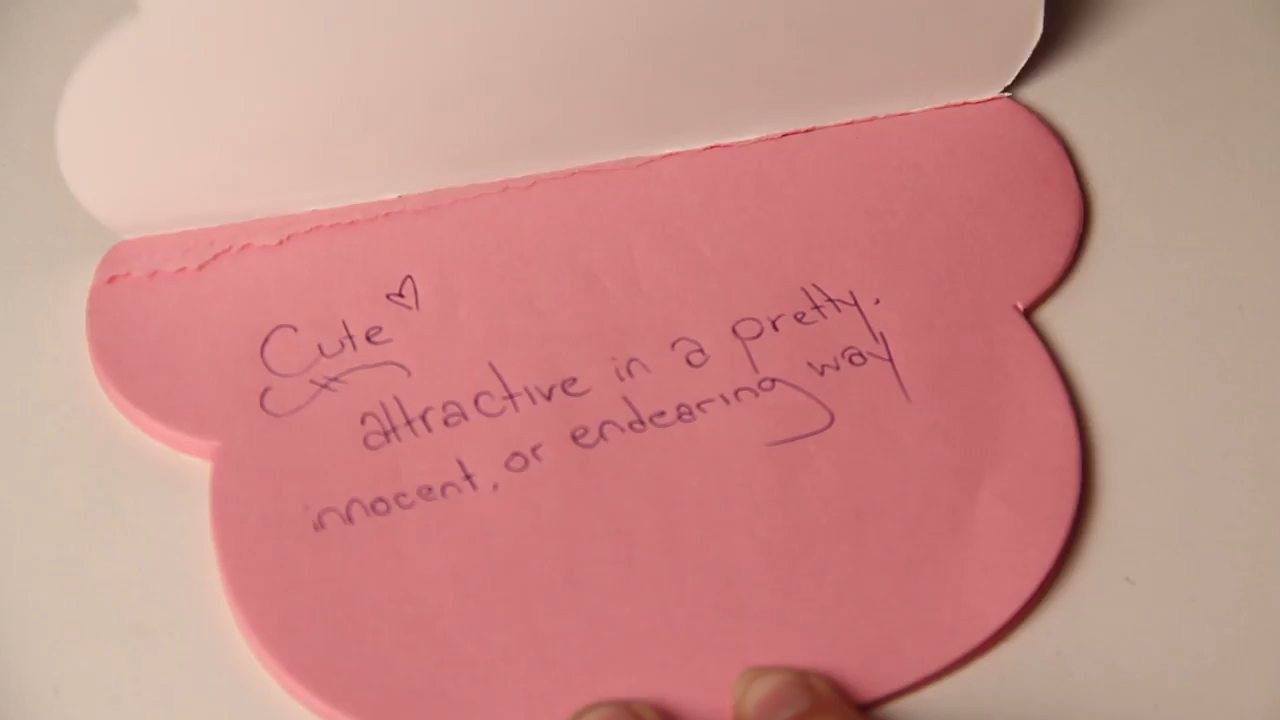 Cute ♡
attractive in a pretty.
innocent, or endearing way